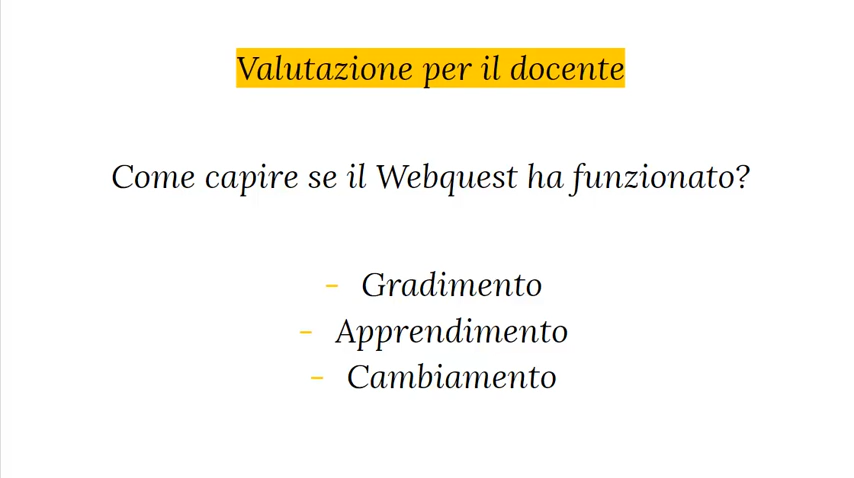 Valutazione per il docente
Come capire se il Webquest ha funzionato?
- Gradimento
- Apprendimento
- Cambiamento